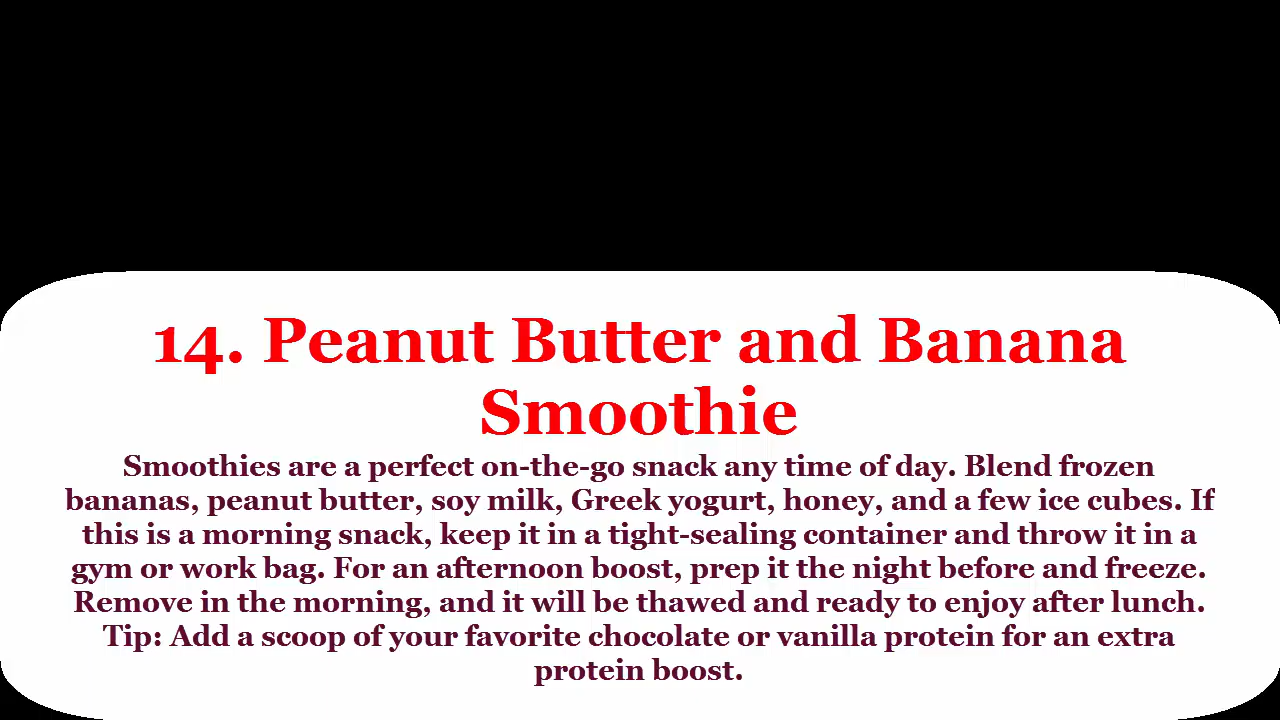 14. Peanut Butter and Banana
Smoothie
Smoothies are a perfect on-the-go snack any time of day. Blend frozen
bananas, peanut butter, soy milk, Greek yogurt, honey, and a few ice cubes. If
this is a morning snack, keep it in a tight-sealing container and throw it in a
gym or work bag. For an afternoon boost, prep it the night before and freeze.
Remove in the morning, and it will be thawed and ready to enjoy after lunch.
Tip: Add a scoop of your favorite chocolate or vanilla protein for an extra
protein boost.